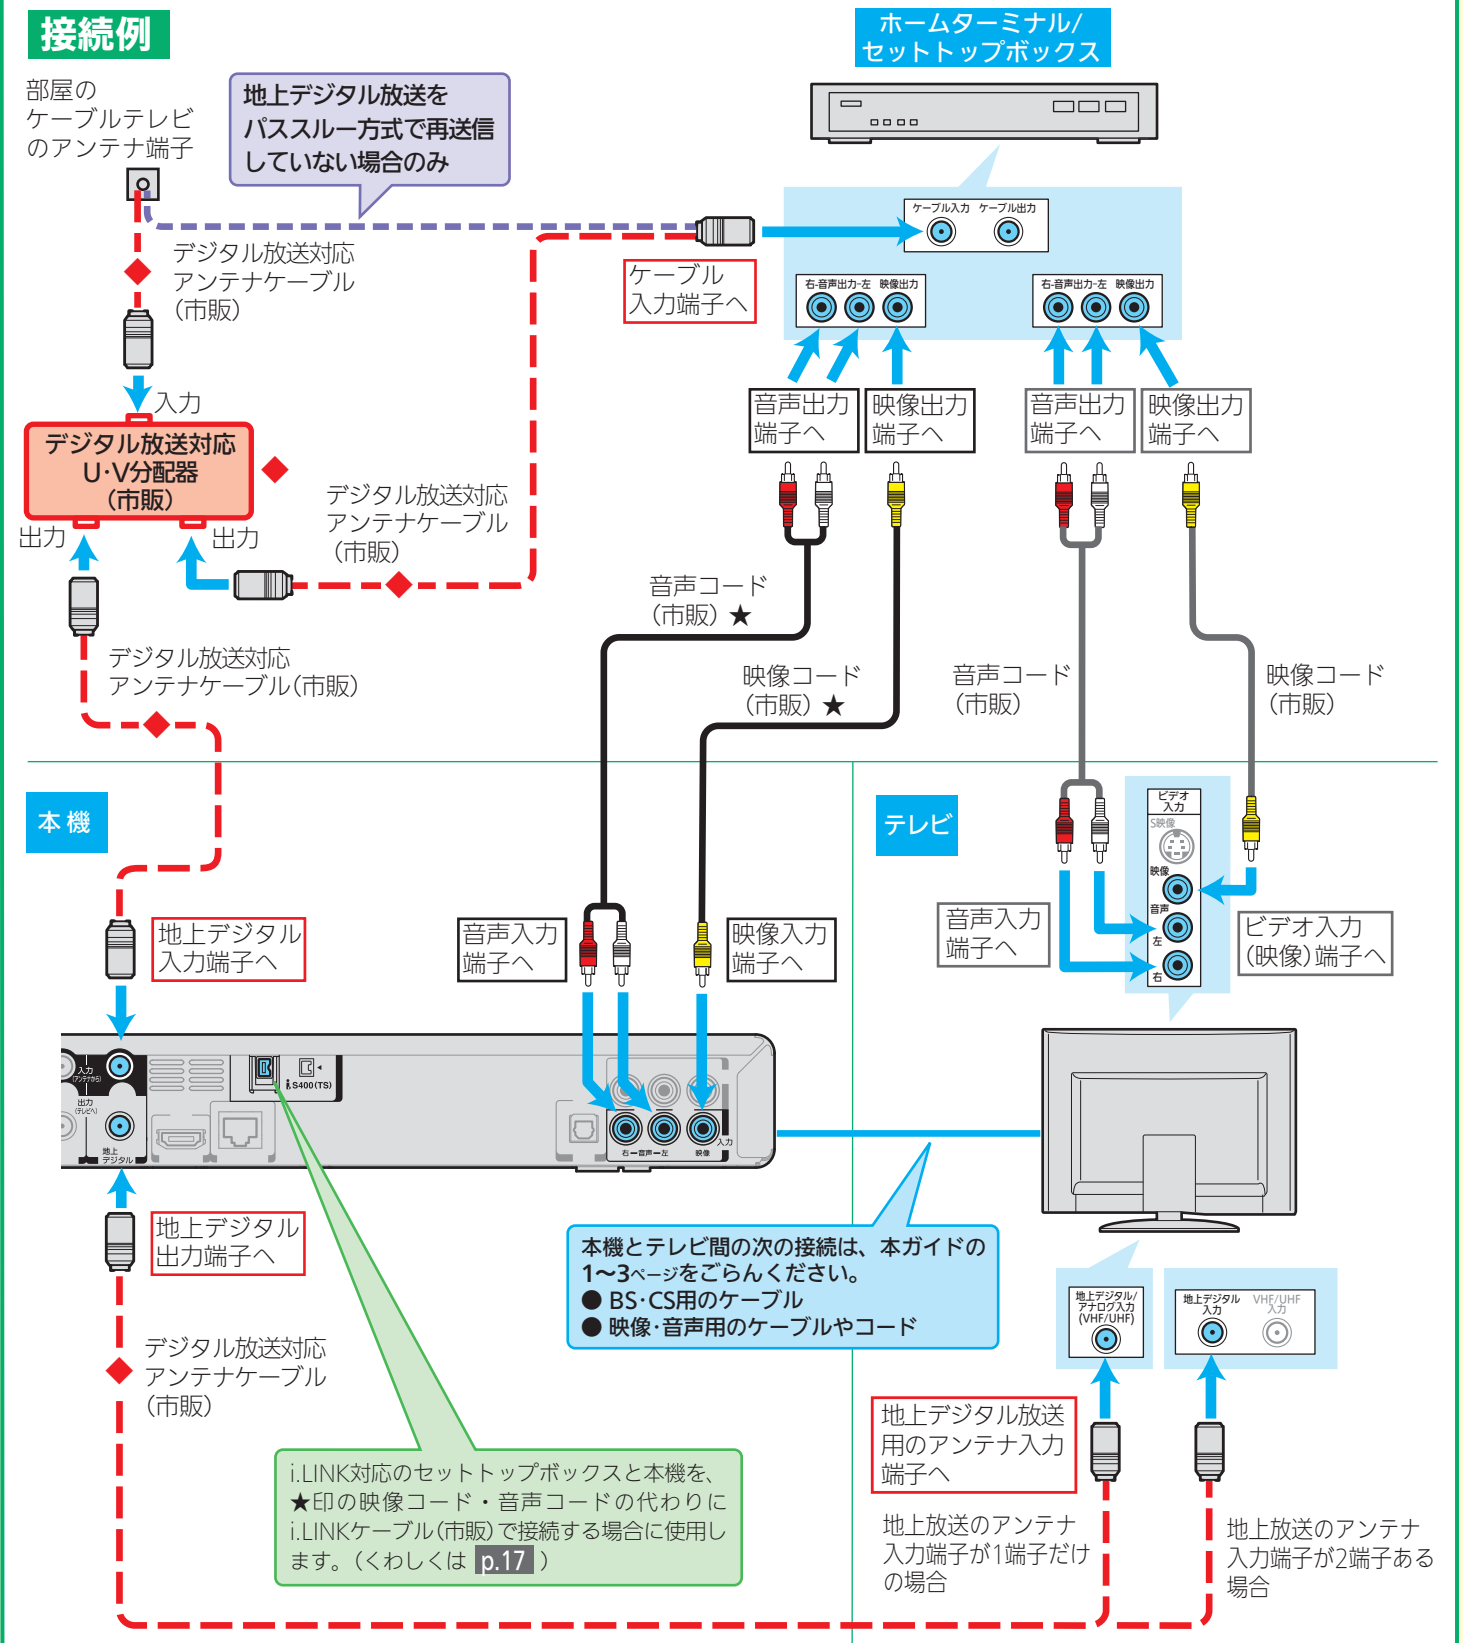 接続例
ホームターミナル/
セットトップボックス
部屋の
ケーブルテレビ
のアンテナ端子
地上デジタル放送を
パススルー方式で再送信
していない場合のみ
ケーブル入力 ケーブル出力
デジタル放送対応
アンテナケーブル
(市販)
ケーブル
入力端子へ
右-音声出力-左 映像出力
右-音声出力-左 映像出力
入力
音声出力
端子へ
映像出力
端子へ
音声出力
端子へ
映像出力
端子へ
デジタル放送対応
U・V分配器
(市販)
出力
出力
デジタル放送対応
アンテナケーブル
(市販)
音声コード
(市販)★
デジタル放送対応
アンテナケーブル(市販)
映像コード
(市販)★
音声コード
(市販)
映像コード
(市販)
本機
テレビ
ビデオ
入力
S映像
映像
音声
左
右
地上デジタル
入力端子へ
音声入力
端子へ
映像入力
端子へ
音声入力
端子へ
ビデオ入力
(映像)端子へ
入力
(アンテナから)
出力
(テレビへ)
地上
デジタル
i S400(TS)
右ー音声ー左 映像
入力
地上デジタル
出力端子へ
本機とテレビ間の次の接続は、本ガイドの
1〜3ページをごらんください。
● BS・CS用のケーブル
● 映像・音声用のケーブルやコード
地上デジタル/
アナログ入力
(VHF/UHF)
地上デジタル
入力
VHF/UHF
入力
デジタル放送対応
アンテナケーブル
(市販)
地上デジタル放送
用のアンテナ入力
端子へ
i.LINK対応のセットトップボックスと本機を、
★印の映像コード・音声コードの代わりに
i.LINKケーブル(市販)で接続する場合に使用し
ます。(くわしくは p.17 )
地上放送のアンテナ
入力端子が1端子だけ
の場合
地上放送のアンテナ
入力端子が2端子ある
場合